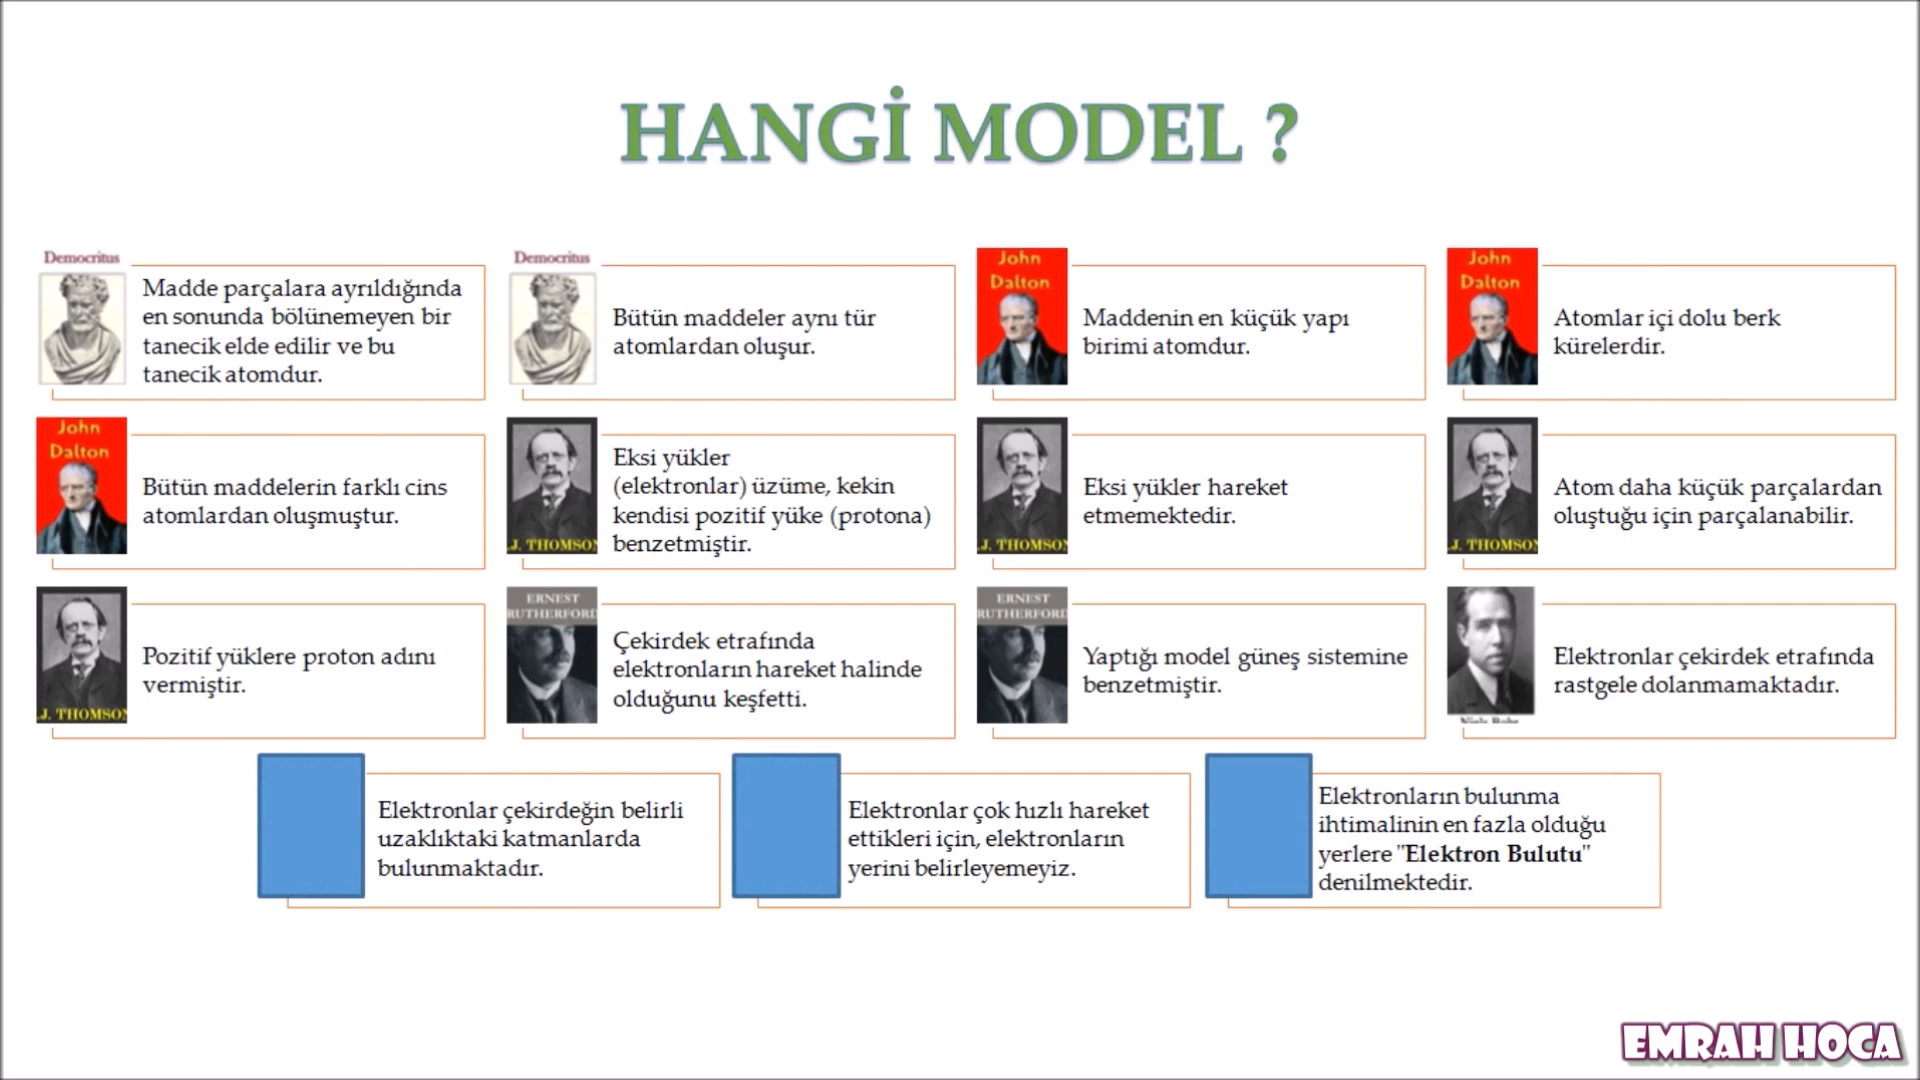 HANGİ MODEL ?
Democritus
Madde parçalara ayrıldığında
en sonunda bölünemeyen bir
tanecik elde edilir ve bu
tanecik atomdur.
Democritus
Bütün maddeler aynı tür
atomlardan oluşur.
John
Dalton
Maddenin en küçük yapı
birimi atomdur.
John
Dalton
Atomlar içi dolu berk
kürelerdir.
John
Dalton
Bütün maddelerin farklı cins
atomlardan oluşmuştur.
J. THOMSON
Eksi yükler
(elektronlar) üzüme, kekin
kendisi pozitif yüke (protona)
benzetmiştir.
J. THOMSON
Eksi yükler hareket
etmemektedir.
J. THOMSON
Atom daha küçük parçalardan
oluştuğu için parçalanabilir.
J. THOMSON
Pozitif yüklere proton adını
vermiştir.
ERNEST
RUTHERFORD
Çekirdek etrafında
elektronların hareket halinde
olduğunu keşfetti.
ERNEST
RUTHERFORD
Yaptığı model güneş sistemine
benzetmiştir.
Niels Bohr
Elektronlar çekirdek etrafında
rastgele dolanmamaktadır.
Elektronlar çekirdeğin belirli
uzaklıktaki katmanlarda
bulunmaktadır.
Elektronlar çok hızlı hareket
ettikleri için, elektronların
yerini belirleyemeyiz.
Elektronların bulunma
ihtimalinin en fazla olduğu
yerlere "Elektron Bulutu"
denilmektedir.
EMRAH HOCA